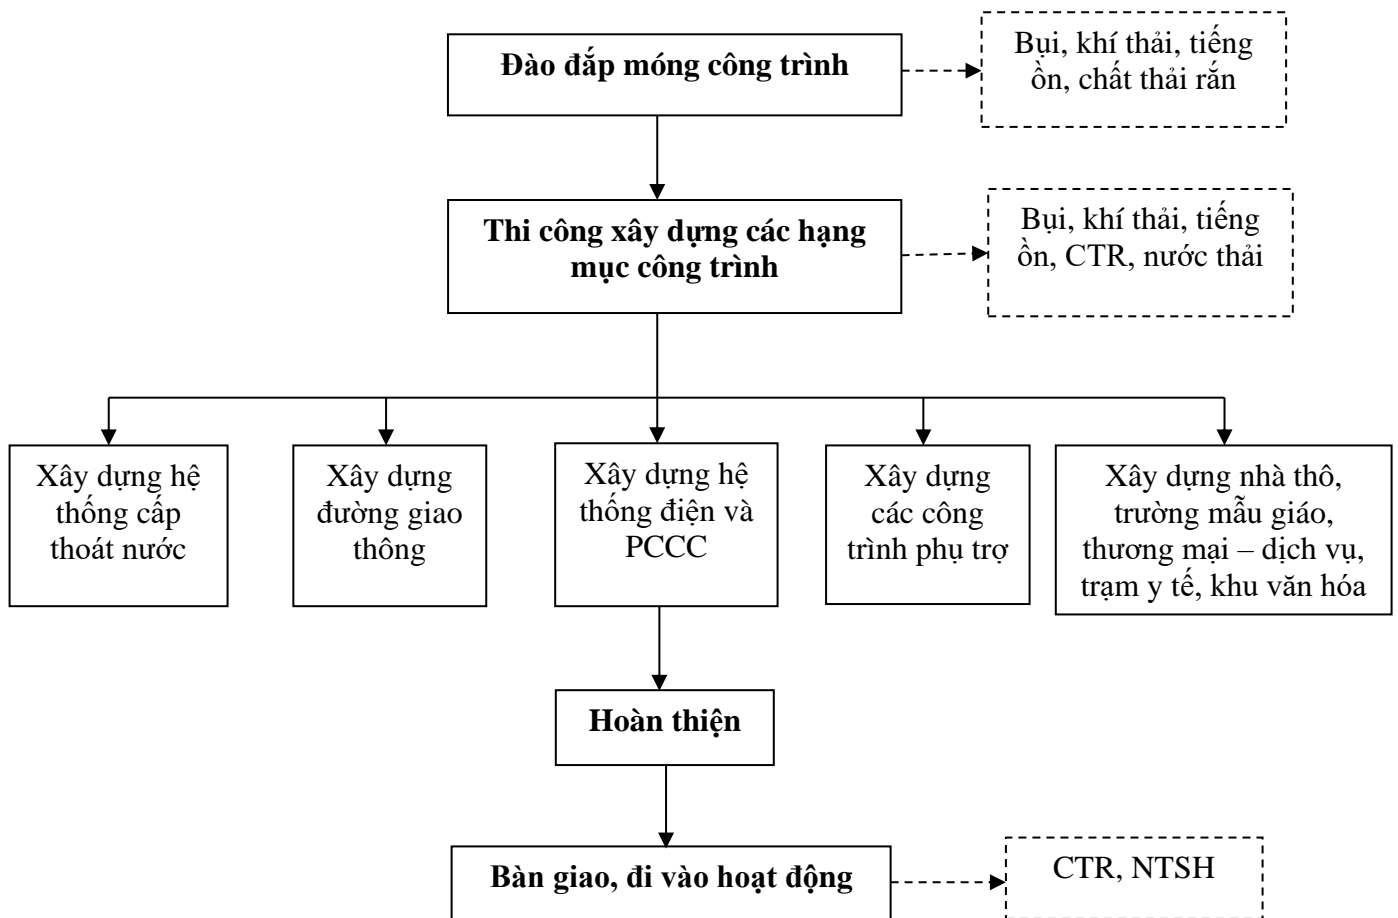 Đào đắp móng công trình
Bụi, khí thải, tiếng
ồn, chất thải rắn
Thi công xây dựng các hạng
mục công trình
Bụi, khí thải, tiếng
ồn, CTR, nước thải
Xây dựng hệ
thống cấp
thoát nước
Xây dựng
đường giao
thông
Xây dựng hệ
thống điện và
PCCC
Xây dựng
các công
trình phụ trợ
Xây dựng nhà thô,
trường mẫu giáo,
thương mại – dịch vụ,
trạm y tế, khu văn hóa
Hoàn thiện
Bàn giao, đi vào hoạt động
CTR, NTSH